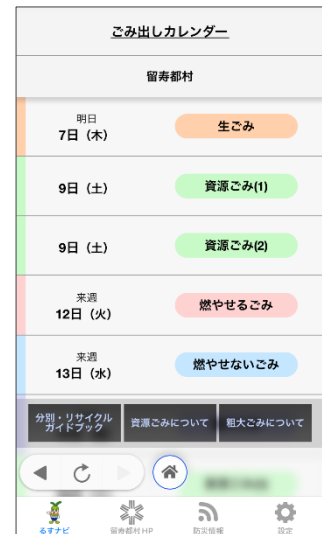 ごみ出しカレンダー
留寿都村
明日
7日（木）
生ごみ
9日（土）
資源ごみ(1)
9日（土）
資源ごみ(2)
来週
12日（火）
燃やせるごみ
来週
13日（水）
燃やせないごみ
分別・リサイクル
ガイドブック
資源ごみについて
粗大ごみについて
るすナビ
留寿都村HP
防災情報
設定